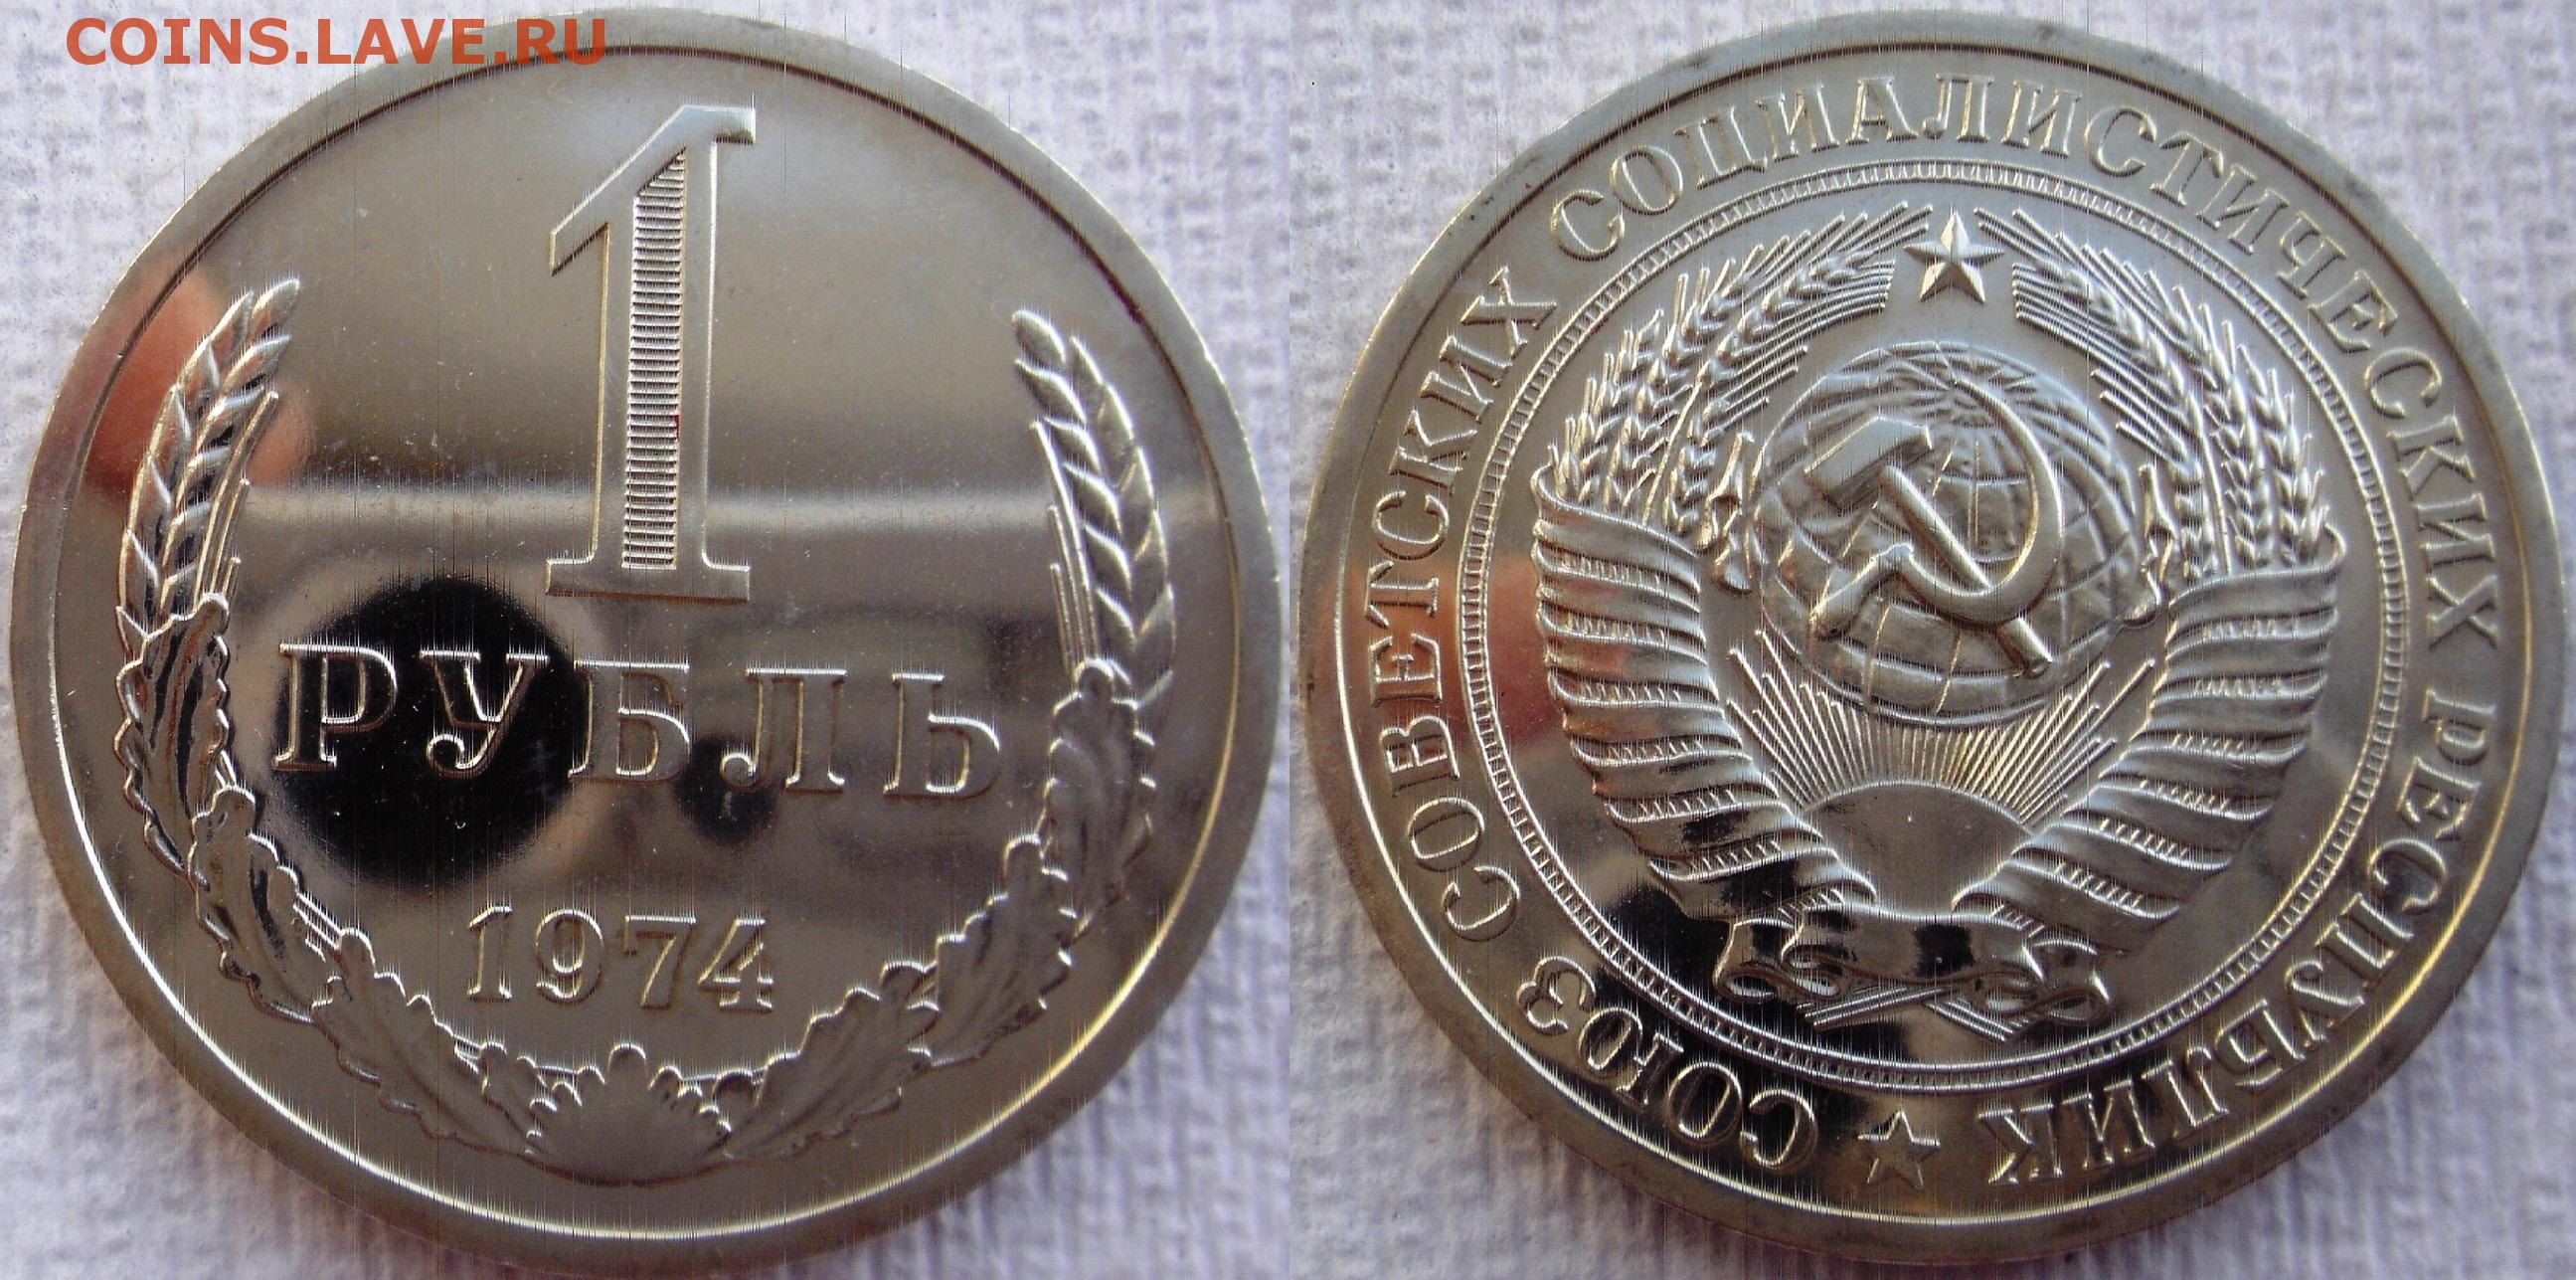 COINS.LAVE.RU
1
РУБЛЬ
1974
СОЮЗ СОВЕТСКИХ СОЦИАЛИСТИЧЕСКИХ РЕСПУБЛИК